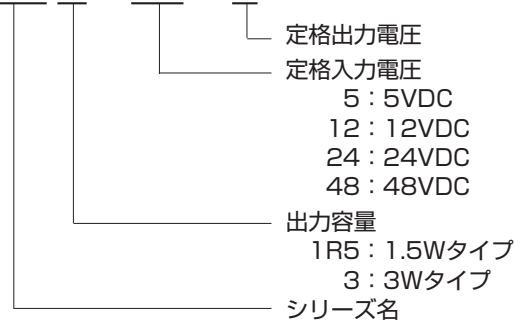 定格出力電圧
定格入力電圧
5：5VDC
12：12VDC
24：24VDC
48：48VDC
出力容量
1R5：1.5Wタイプ
3：3Wタイプ
シリーズ名